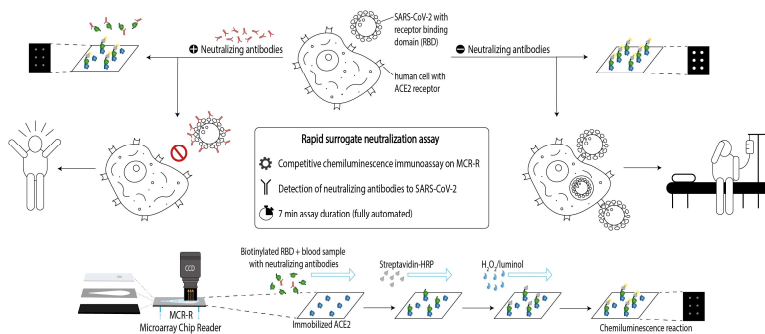 SARS-CoV-2 with
receptor binding
domain (RBD)
+ Neutralizing antibodies
− Neutralizing antibodies
human cell with
ACE2 receptor
Rapid surrogate neutralization assay
Competitive chemiluminescence immunoassay on MCR-R
Detection of neutralizing antibodies to SARS-CoV-2
7 min assay duration (fully automated)
Biotinylated RBD + blood sample
with neutralizing antibodies
Streptavidin-HRP
H₂O₂/luminol
CCD
MCR-R
Microarray Chip Reader
Immobilized ACE2
Chemiluminescence reaction